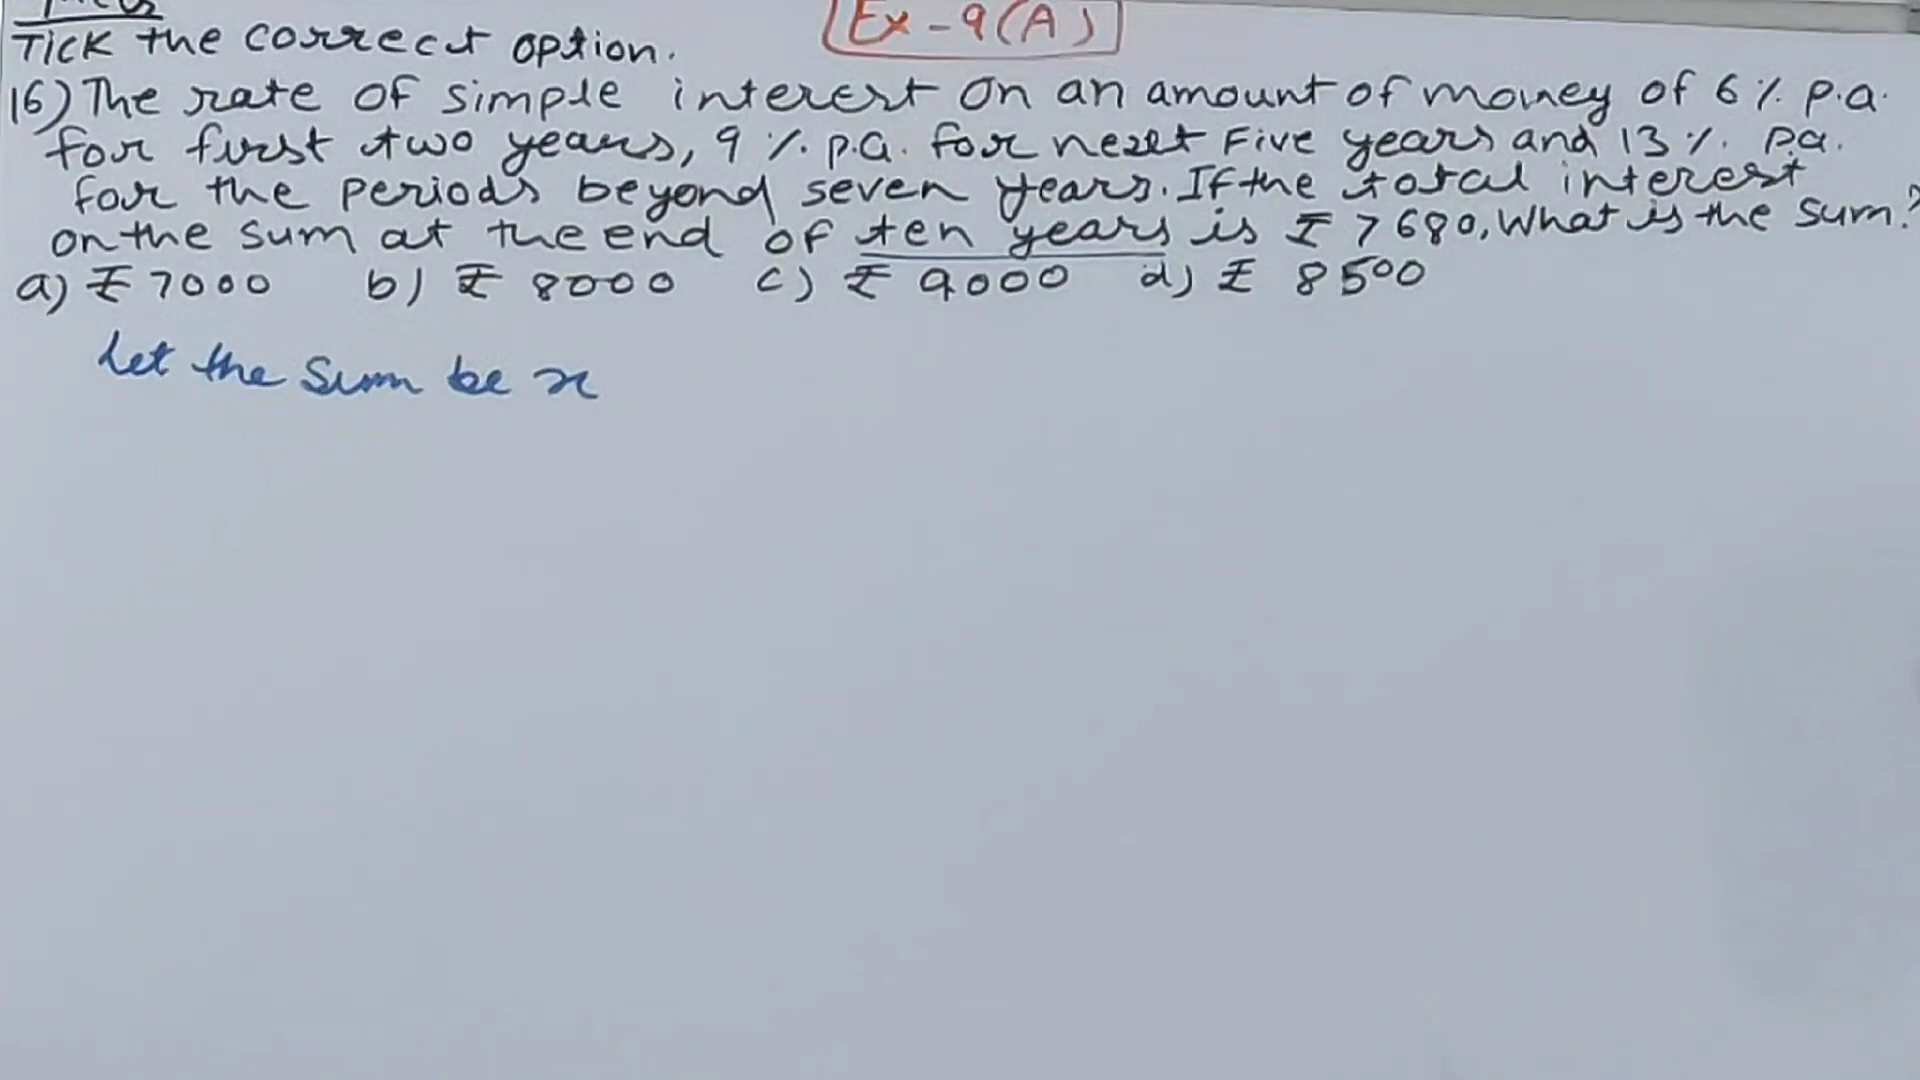 Ex-9(A)
TICK the correct option.
16) The rate of simple interest on an amount of money of 6 % p.a.
for first two years, 9 % p.a. for next Five years and 13 % p.a.
for the periods beyond seven years. If the total interest
on the sum at the end of ten years is ₹ 7680, What is the sum?
a) ₹ 7000 b) ₹ 8000 c) ₹ 9000 d) ₹ 8500
Let the sum be x